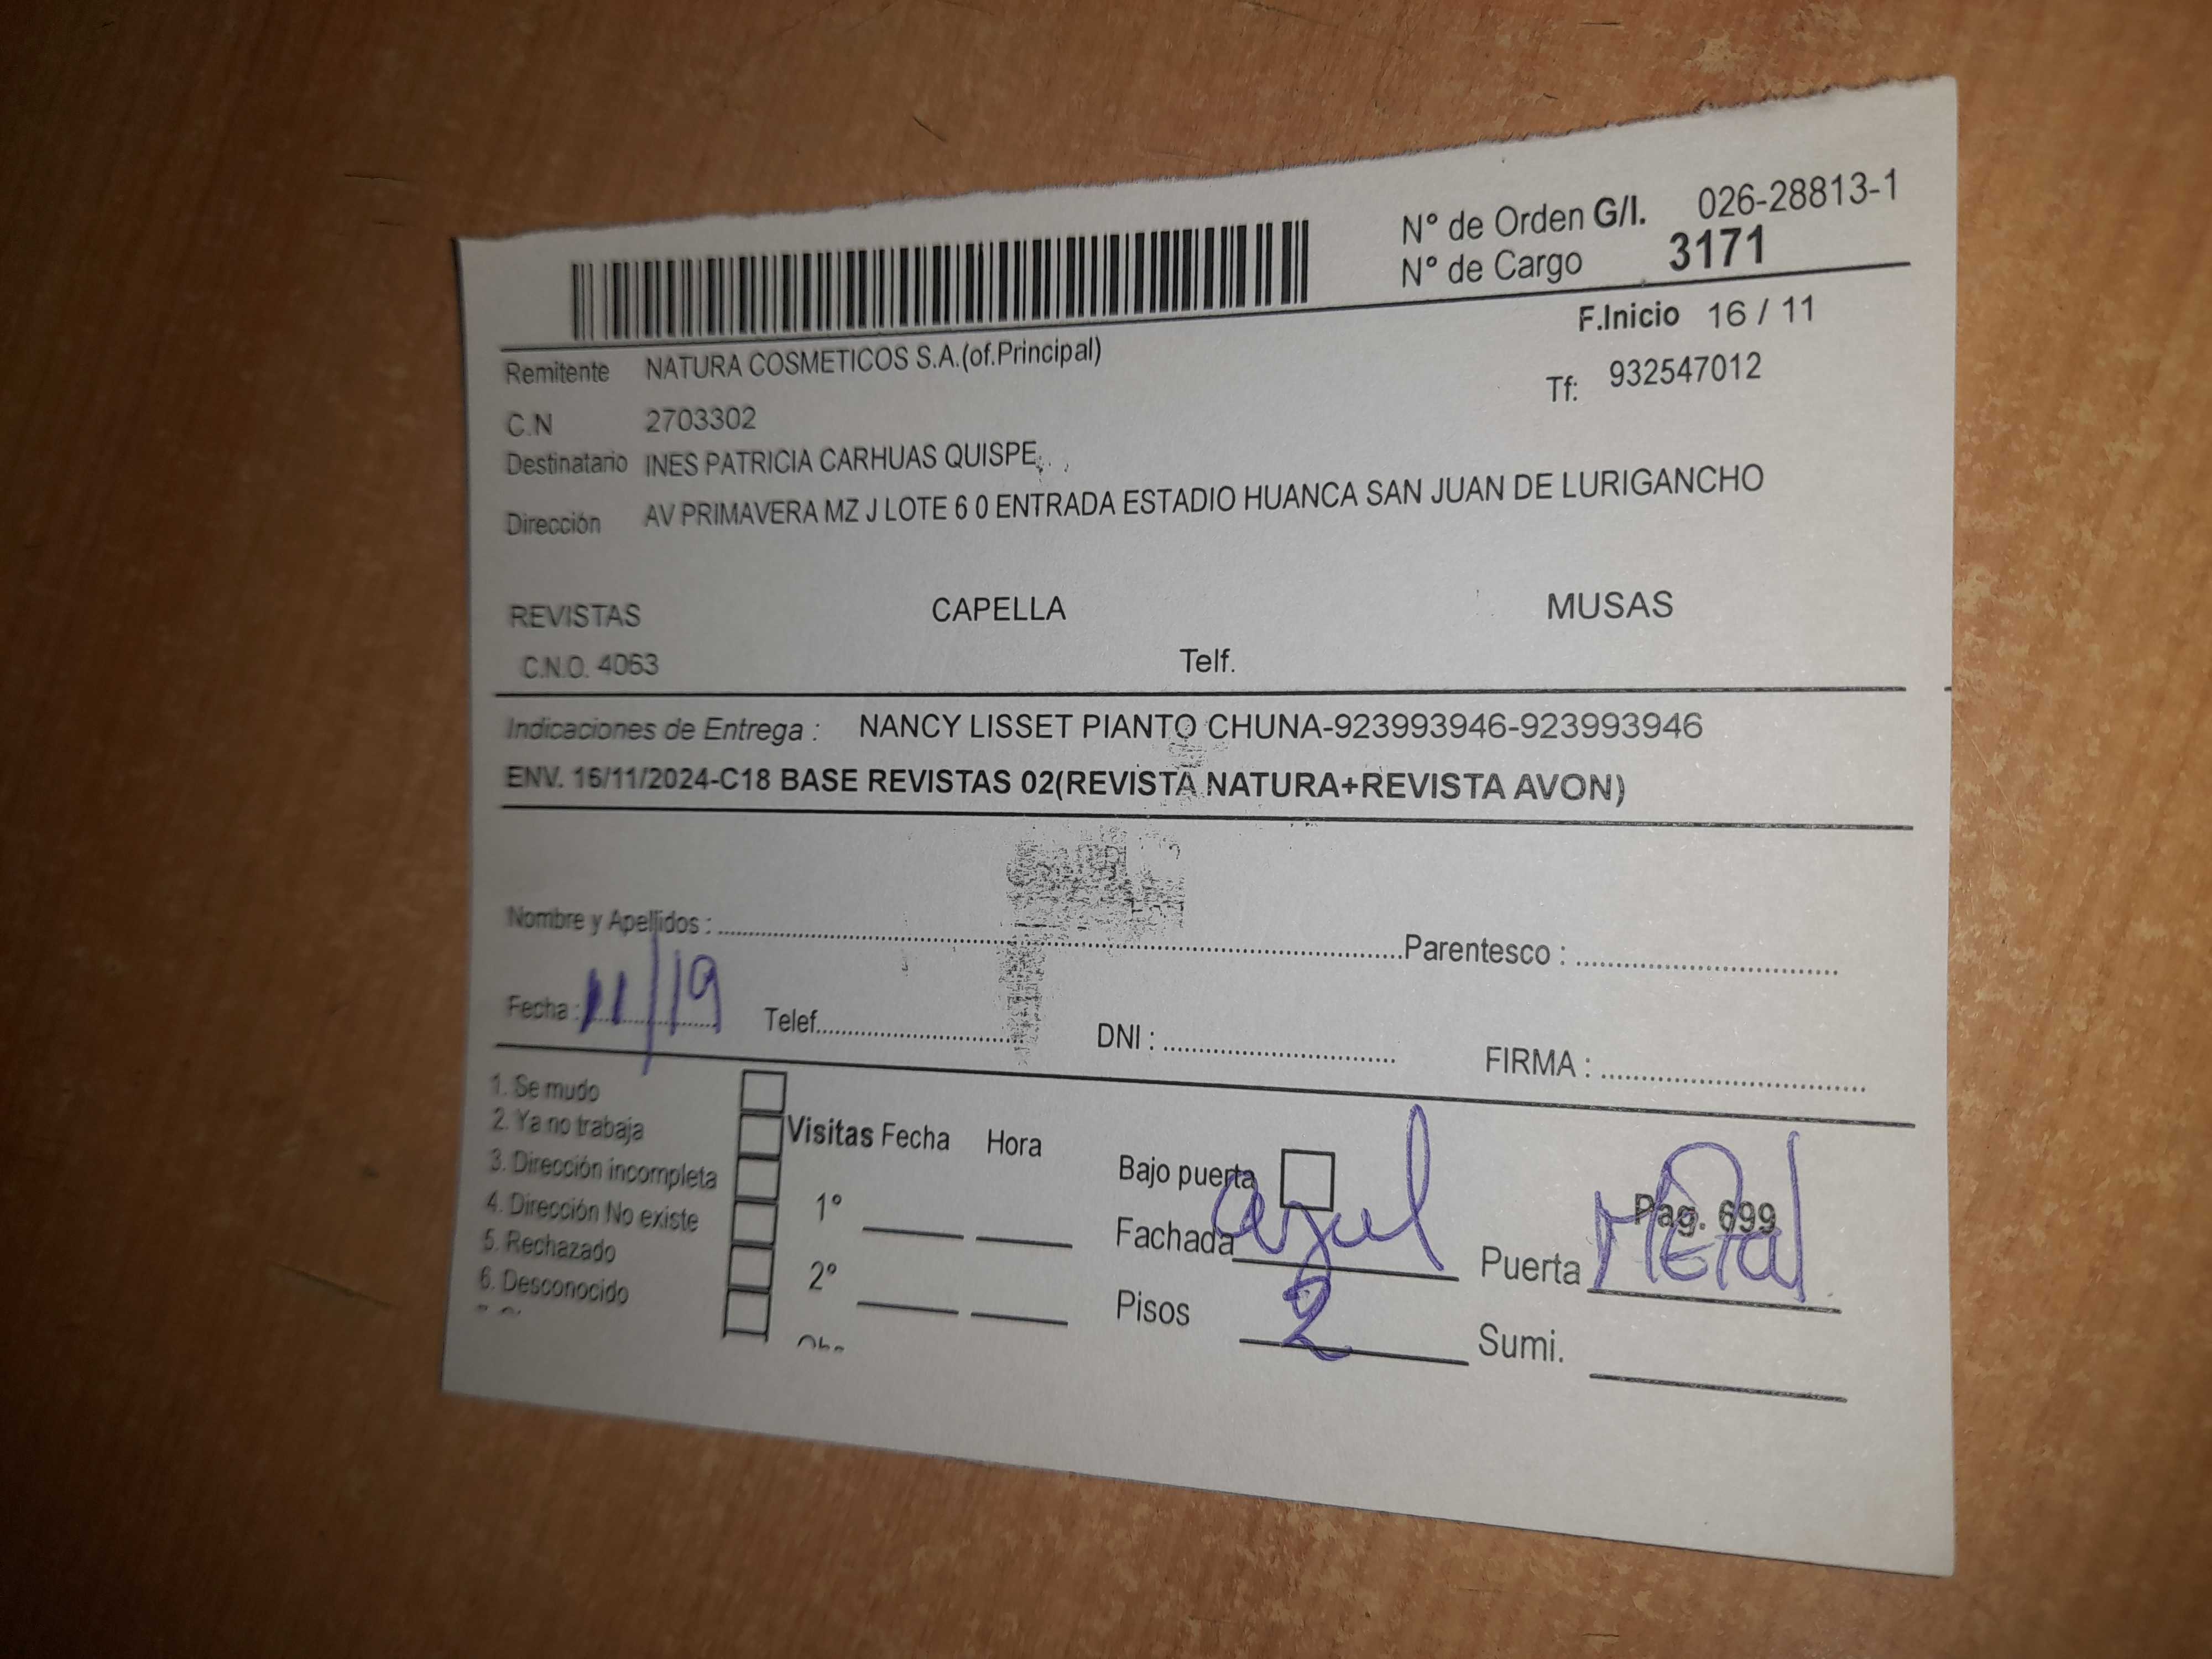 N° de Orden G/I. 026-28813-1
N° de Cargo 3171
F.Inicio 16 / 11
Remitente NATURA COSMETICOS S.A.(of.Principal)
Tf: 932547012
C.N 2703302
Destinatario INES PATRICIA CARHUAS QUISPE
Dirección AV PRIMAVERA MZ J LOTE 6 0 ENTRADA ESTADIO HUANCA SAN JUAN DE LURIGANCHO
REVISTAS CAPELLA MUSAS
C.N.O. 4063 Telf.
Indicaciones de Entrega : NANCY LISSET PIANTO CHUNA-923993946-923993946
ENV. 16/11/2024-C18 BASE REVISTAS 02(REVISTA NATURA+REVISTA AVON)
Nombre y Apellidos : Parentesco :
Fecha : 11/19 Telef. DNI : FIRMA :
1. Se mudo
2. Ya no trabaja
3. Dirección incompleta
4. Dirección No existe
5. Rechazado
6. Desconocido
Visitas Fecha Hora
1°
2°
Bajo puerta
Fachada azul
Pisos 2
Pag. 699
Puerta Metal
Sumi.